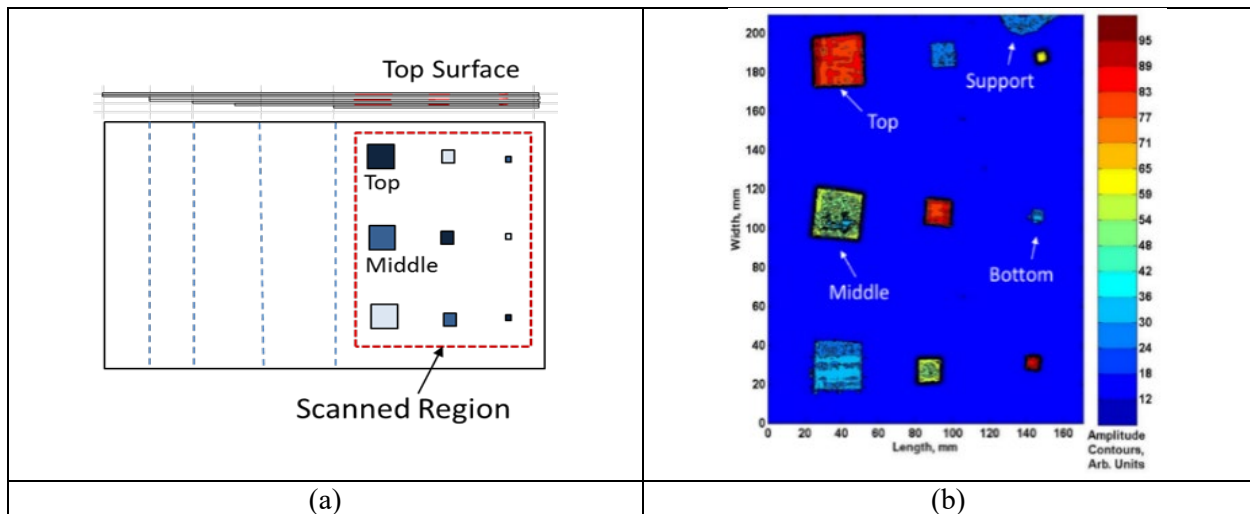 Top Surface
Top
Middle
Scanned Region
200
180
160
140
120
100
80
60
40
20
0
Width, mm
0 20 40 60 80 100 120 140 160
Length, mm
Support
Top
Middle
Bottom
95
89
83
77
71
65
59
54
48
42
36
30
24
18
12
Amplitude
Contours,
Arb. Units
(a)
(b)